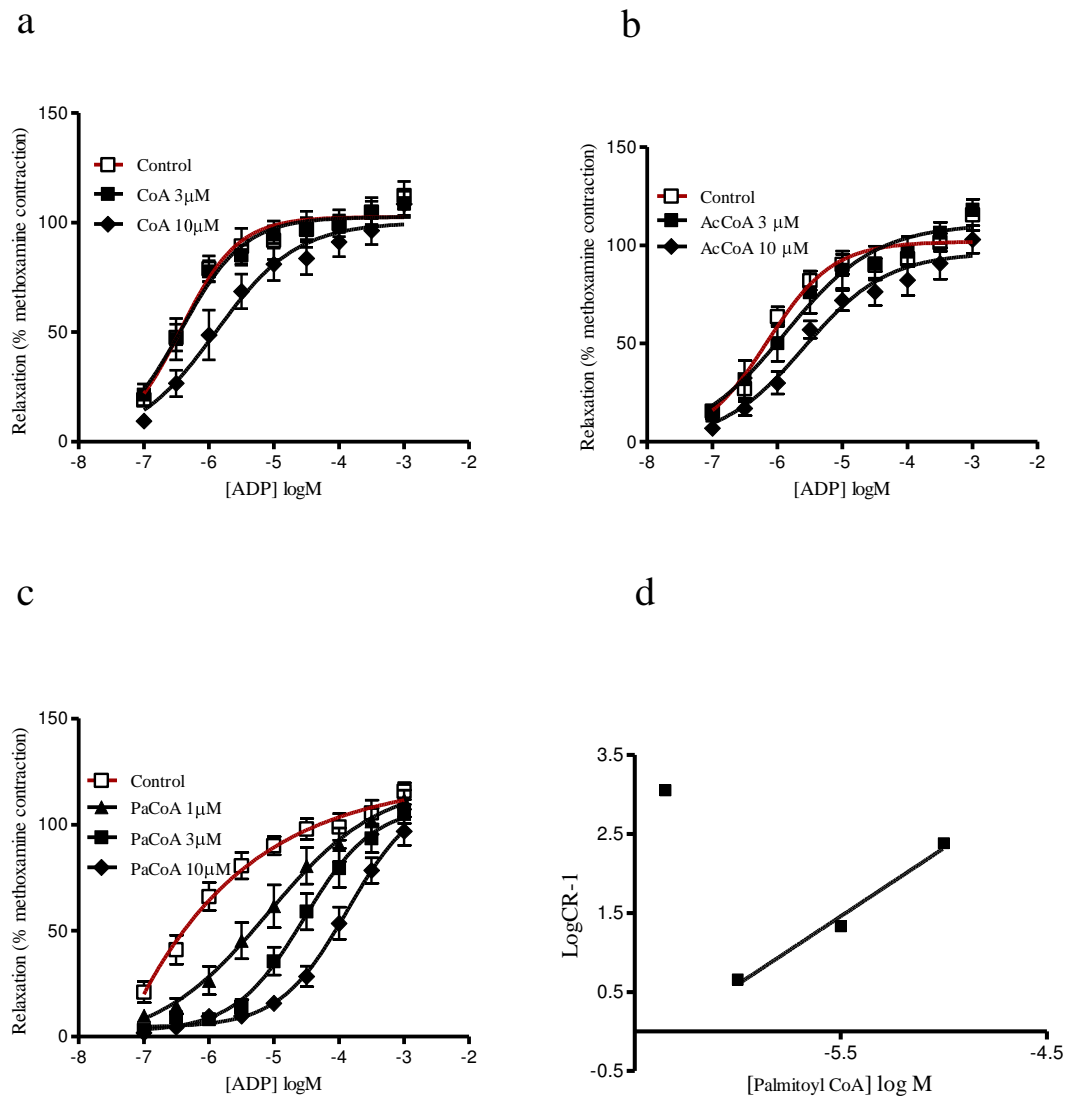 a
Relaxation (% methoxamine contraction)
150
100
50
0
Control
CoA 3µM
CoA 10µM
-8 -7 -6 -5 -4 -3 -2
[ADP] logM
b
Relaxation (% methoxamine contraction)
150
100
50
0
Control
AcCoA 3 µM
AcCoA 10 µM
-8 -7 -6 -5 -4 -3 -2
[ADP] logM
c
Relaxation (% methoxamine contraction)
150
100
50
0
Control
PaCoA 1µM
PaCoA 3µM
PaCoA 10µM
-8 -7 -6 -5 -4 -3 -2
[ADP] logM
d
LogCR-1
3.5
2.5
1.5
0.5
-0.5
-5.5 -4.5
[Palmitoyl CoA] log M